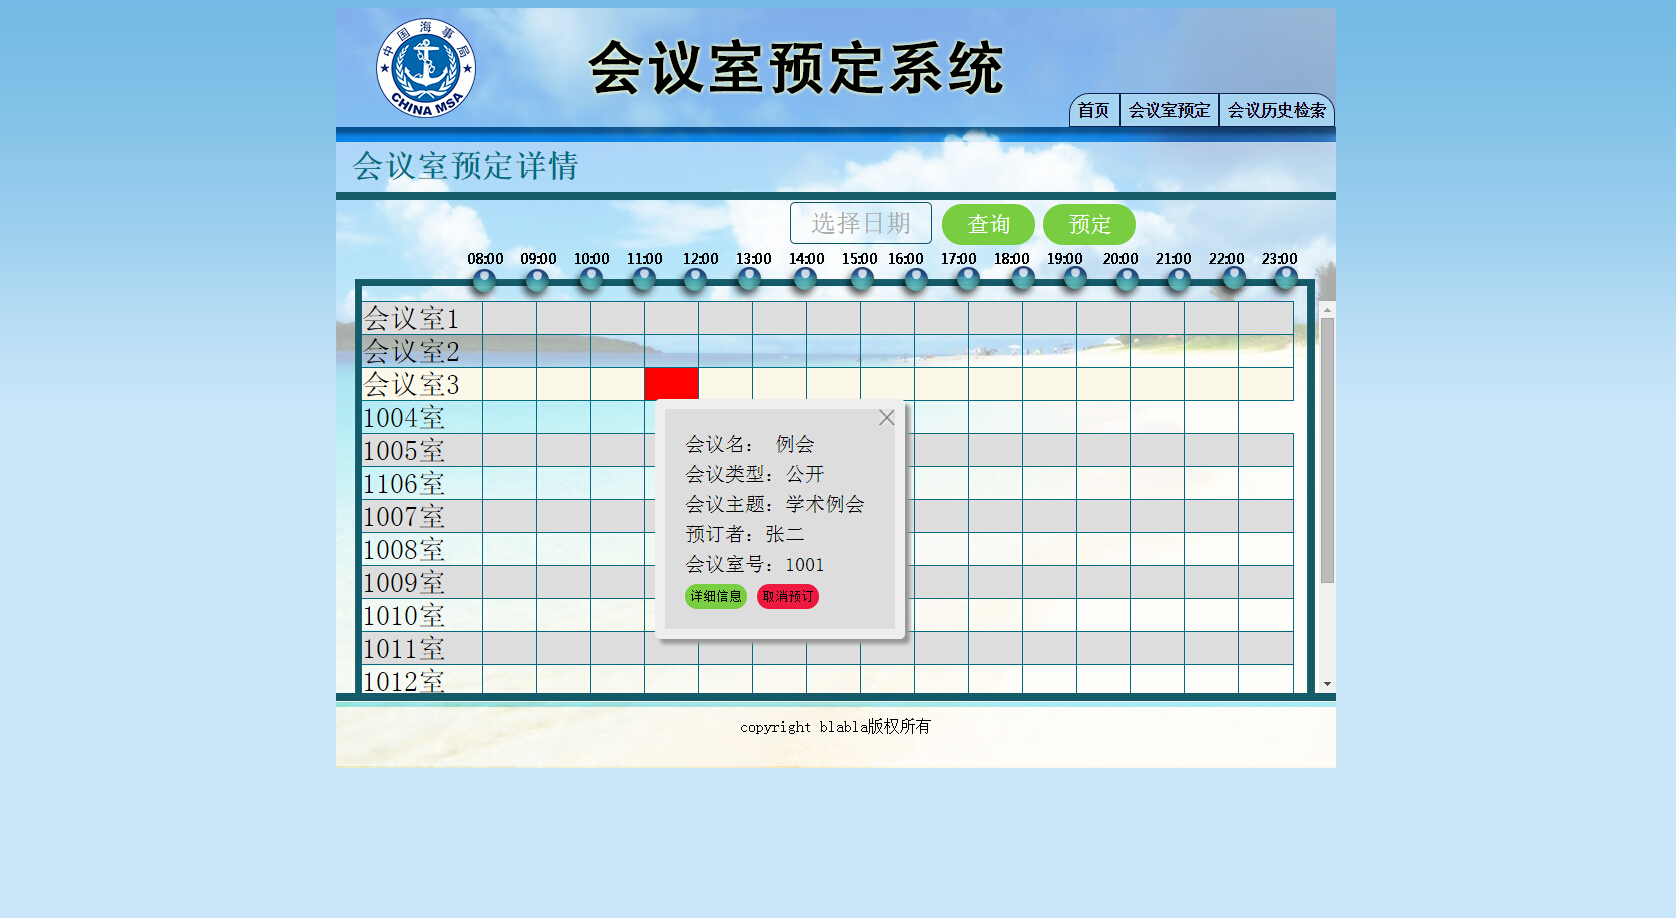 中国海事局
CHINA MSA
会议室预定系统
首页 会议室预定 会议历史检索
会议室预定详情
选择日期 查询 预定
08:00 09:00 10:00 11:00 12:00 13:00 14:00 15:00 16:00 17:00 18:00 19:00 20:00 21:00 22:00 23:00
会议室1
会议室2
会议室3
1004室
1005室
1106室
1007室
1008室
1009室
1010室
1011室
1012室
会议名： 例会
会议类型：公开
会议主题：学术例会
预订者：张二
会议室号：1001
详细信息 取消预订
copyright blabla版权所有